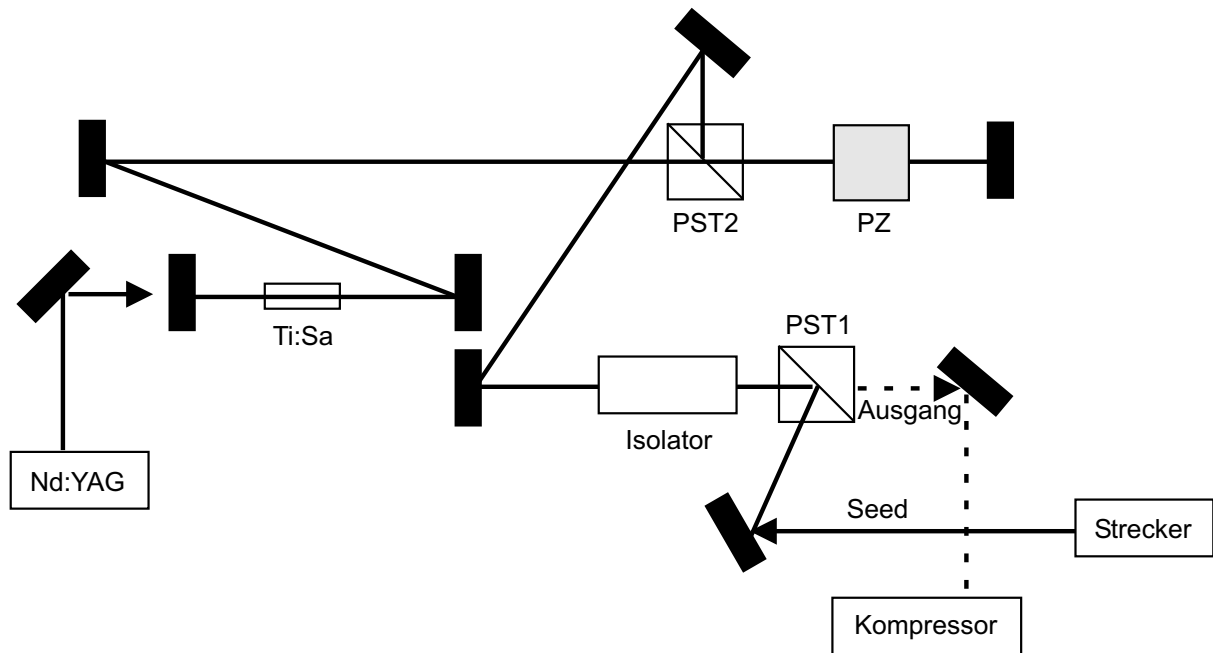 PST2
PZ
Ti:Sa
PST1
Ausgang
Isolator
Nd:YAG
Seed
Strecker
Kompressor